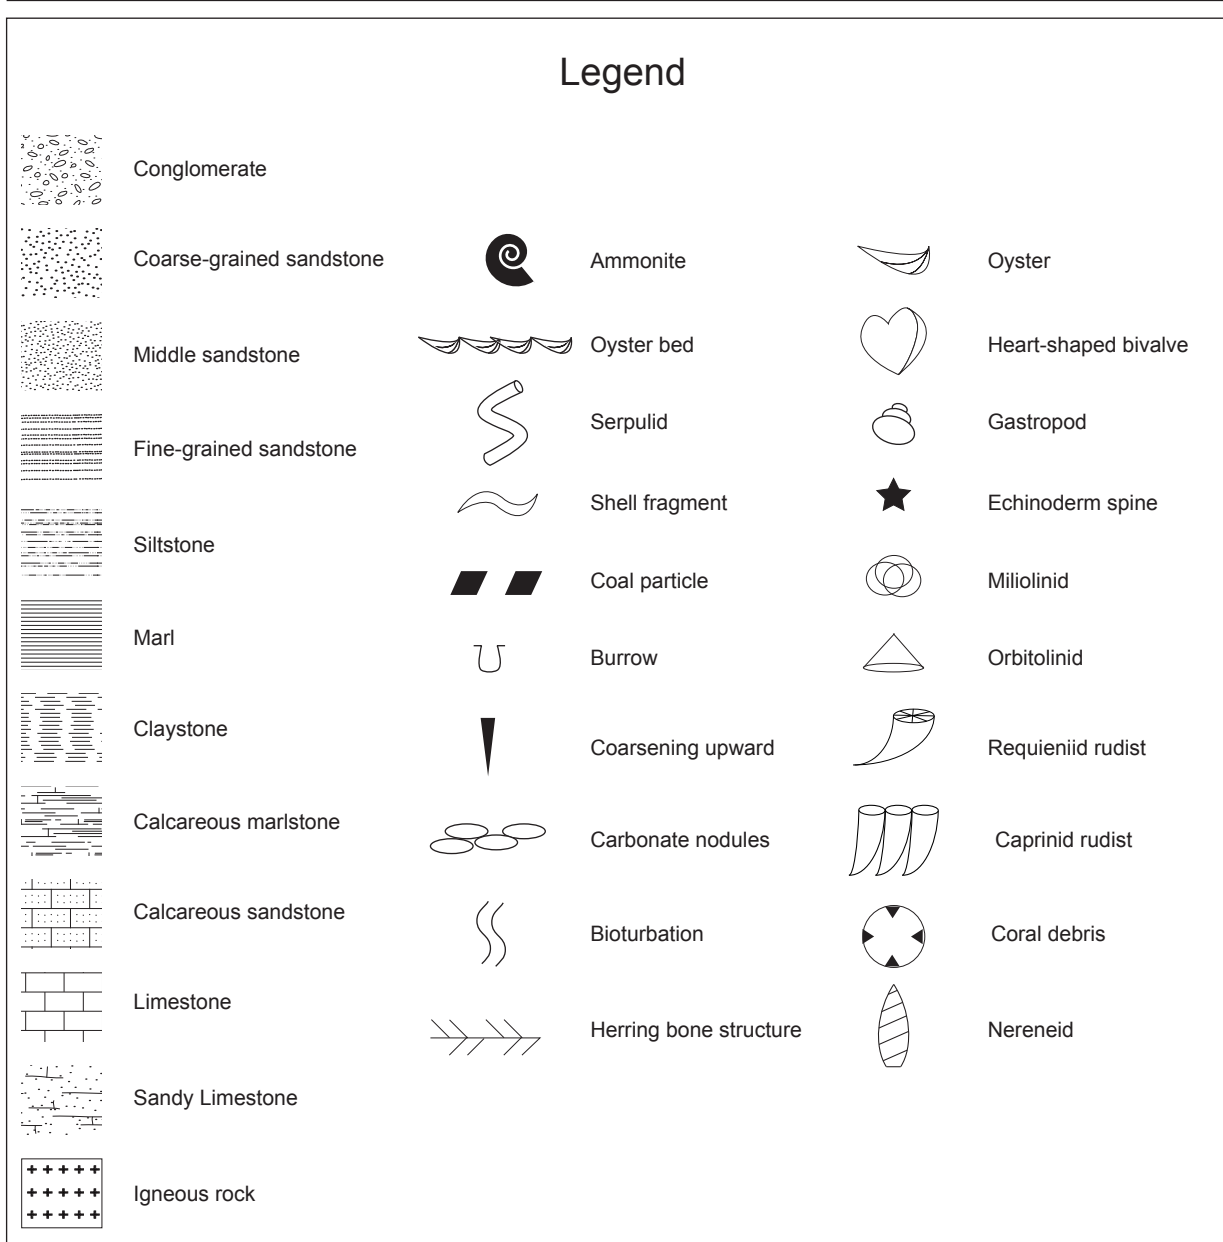 Legend
Conglomerate
Coarse-grained sandstone
Middle sandstone
Fine-grained sandstone
Siltstone
Marl
Claystone
Calcareous marlstone
Calcareous sandstone
Limestone
Sandy Limestone
Igneous rock
Ammonite
Oyster bed
Serpulid
Shell fragment
Coal particle
Burrow
Coarsening upward
Carbonate nodules
Bioturbation
Herring bone structure
Oyster
Heart-shaped bivalve
Gastropod
Echinoderm spine
Miliolinid
Orbitolinid
Requieniid rudist
Caprinid rudist
Coral debris
Nereneid